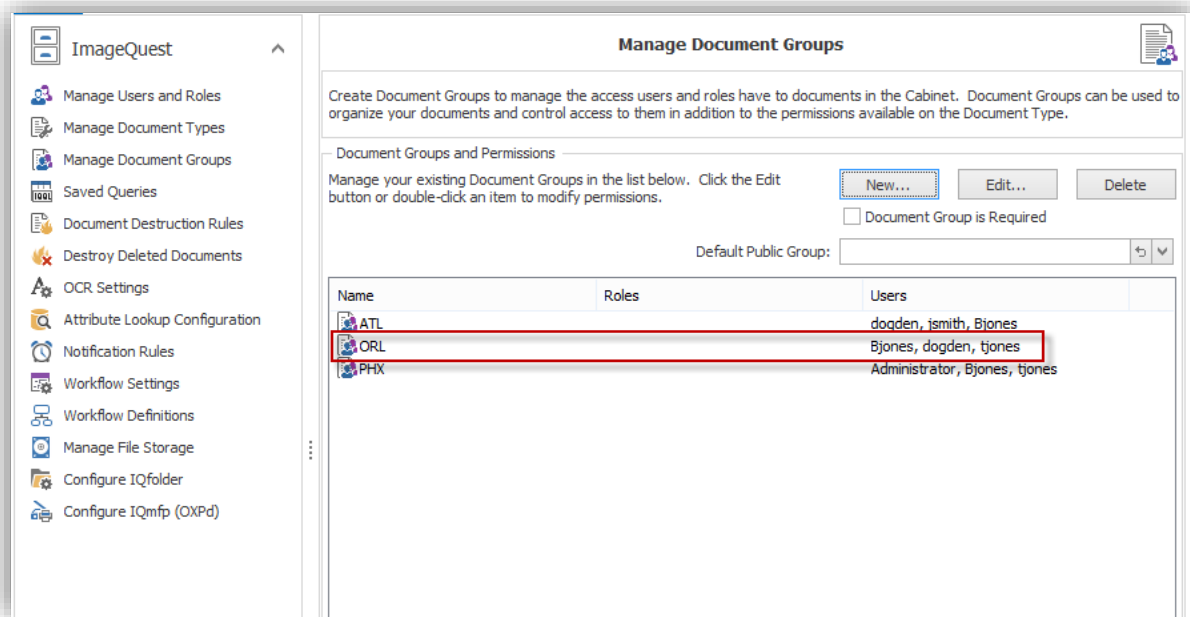 ImageQuest
Manage Users and Roles
Manage Document Types
Manage Document Groups
Saved Queries
Document Destruction Rules
Destroy Deleted Documents
OCR Settings
Attribute Lookup Configuration
Notification Rules
Workflow Settings
Workflow Definitions
Manage File Storage
Configure IQfolder
Configure IQmfp (OXPd)
Manage Document Groups
Create Document Groups to manage the access users and roles have to documents in the Cabinet. Document Groups can be used to
organize your documents and control access to them in addition to the permissions available on the Document Type.
Document Groups and Permissions
Manage your existing Document Groups in the list below. Click the Edit
button or double-click an item to modify permissions.
New... Edit... Delete
Document Group is Required
Default Public Group:
Name Roles Users
ATL dogden, jsmith, Bjones
ORL Bjones, dogden, tjones
PHX Administrator, Bjones, tjones